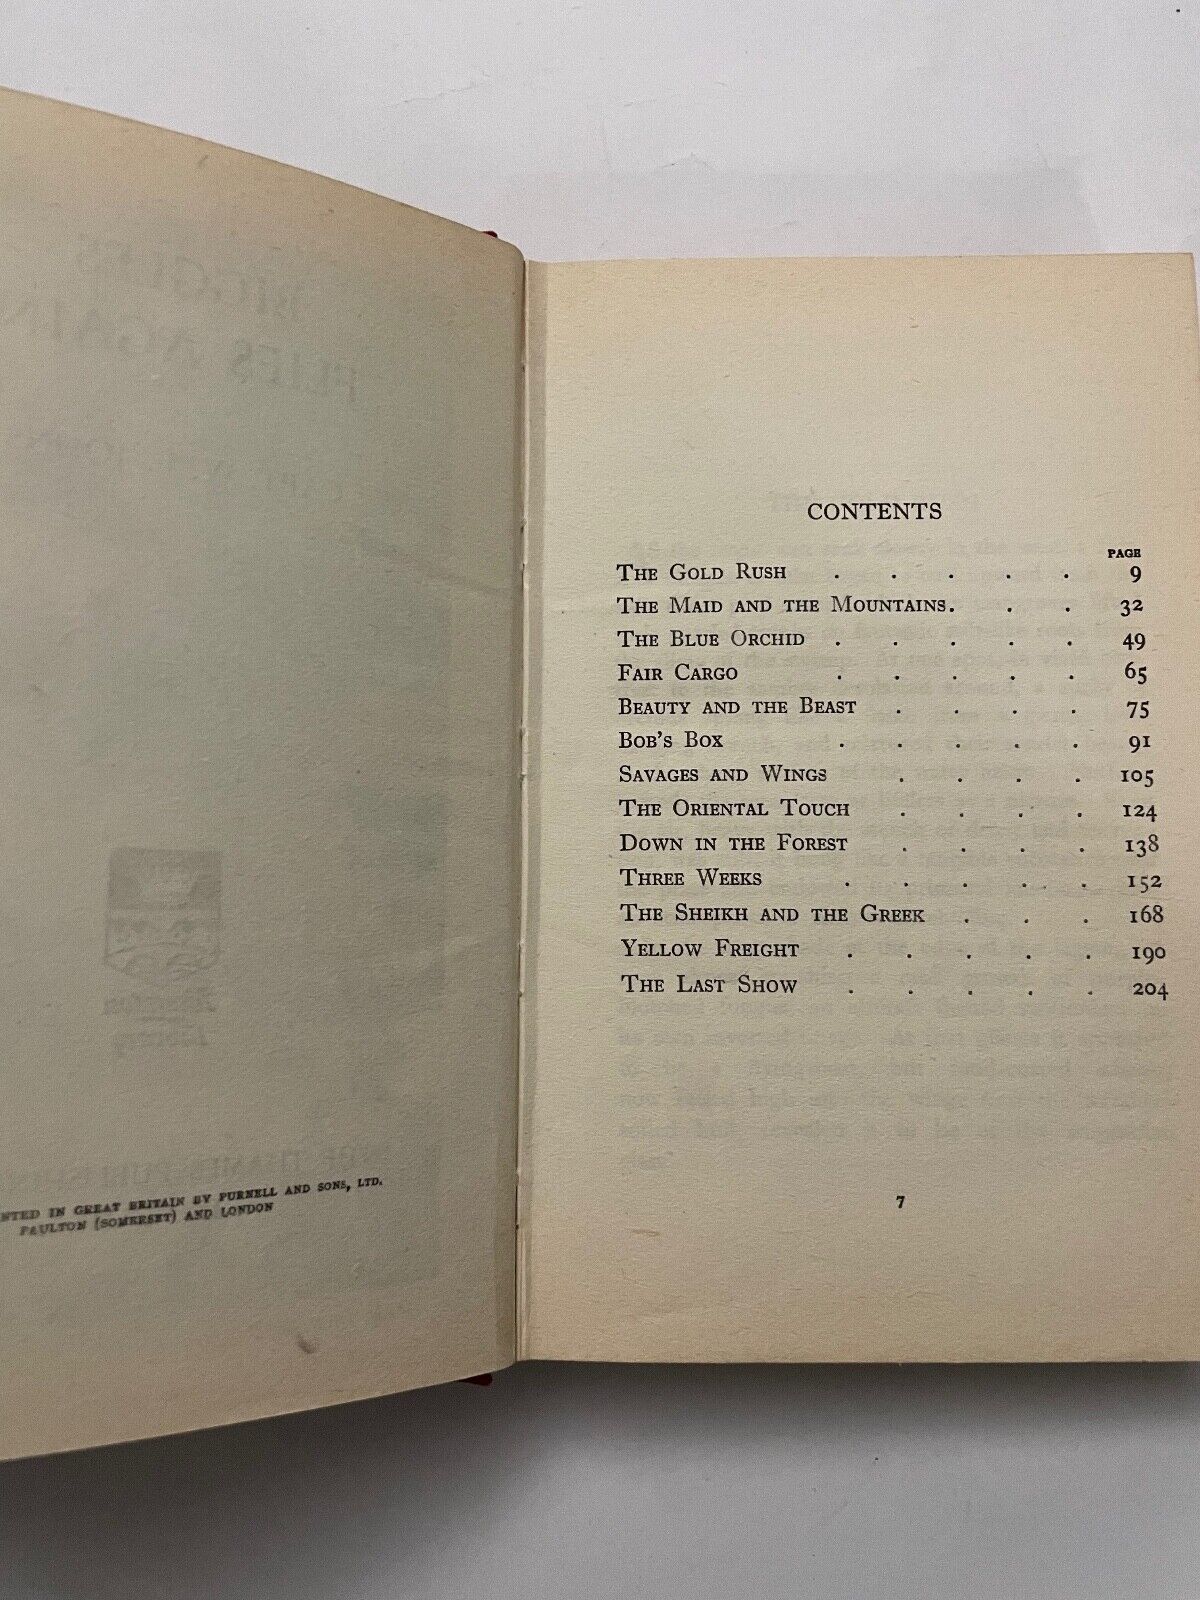 NTED IN GREAT BRITAIN BY PURNELL AND SONS, LTD.
PAULTON (SOMERSET) AND LONDON
CONTENTS
PAGE
THE GOLD RUSH . . . . . 9
THE MAID AND THE MOUNTAINS. . . 32
THE BLUE ORCHID . . . . . 49
FAIR CARGO . . . . . 65
BEAUTY AND THE BEAST . . . . 75
BOB'S BOX . . . . . 91
SAVAGES AND WINGS . . . . 105
THE ORIENTAL TOUCH . . . . 124
DOWN IN THE FOREST . . . . 138
THREE WEEKS . . . . . 152
THE SHEIKH AND THE GREEK . . . 168
YELLOW FREIGHT . . . . . 190
THE LAST SHOW . . . . . 204
7